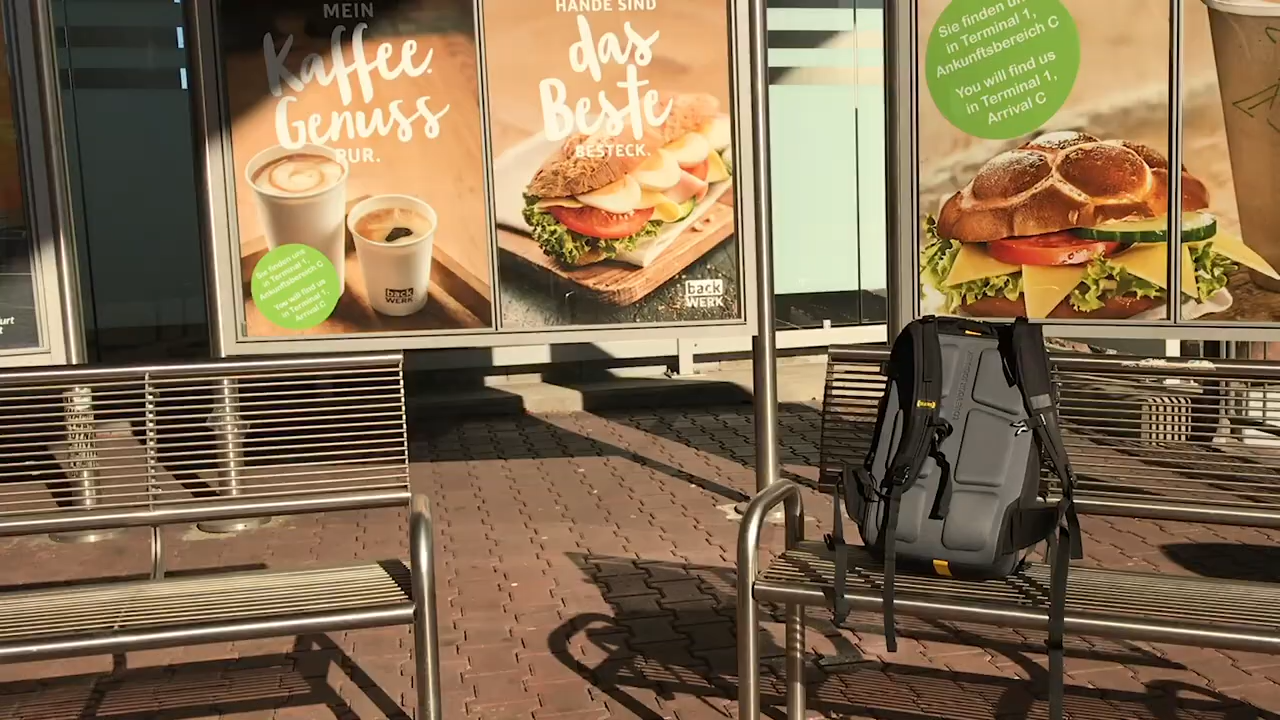 MEIN
Kaffee.
Genuss
PUR.
Sie finden uns
in Terminal 1,
Ankunftsbereich C
You will find us
in Terminal 1,
Arrival C
back
WERK
HÄNDE SIND
das
Beste
BESTECK.
back
WERK
Sie finden un
in Terminal 1,
Ankunftsbereich C
You will find us
in Terminal 1,
Arrival C